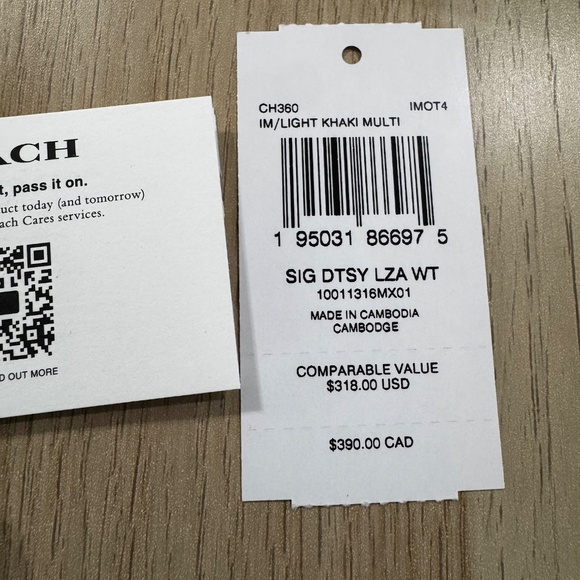 ACH
t, pass it on.
uct today (and tomorrow)
ach Cares services.
D OUT MORE
CH360 IMOT4
IM/LIGHT KHAKI MULTI
1 95031 86697 5
SIG DTSY LZA WT
10011316MX01
MADE IN CAMBODIA
CAMBODGE
COMPARABLE VALUE
$318.00 USD
$390.00 CAD